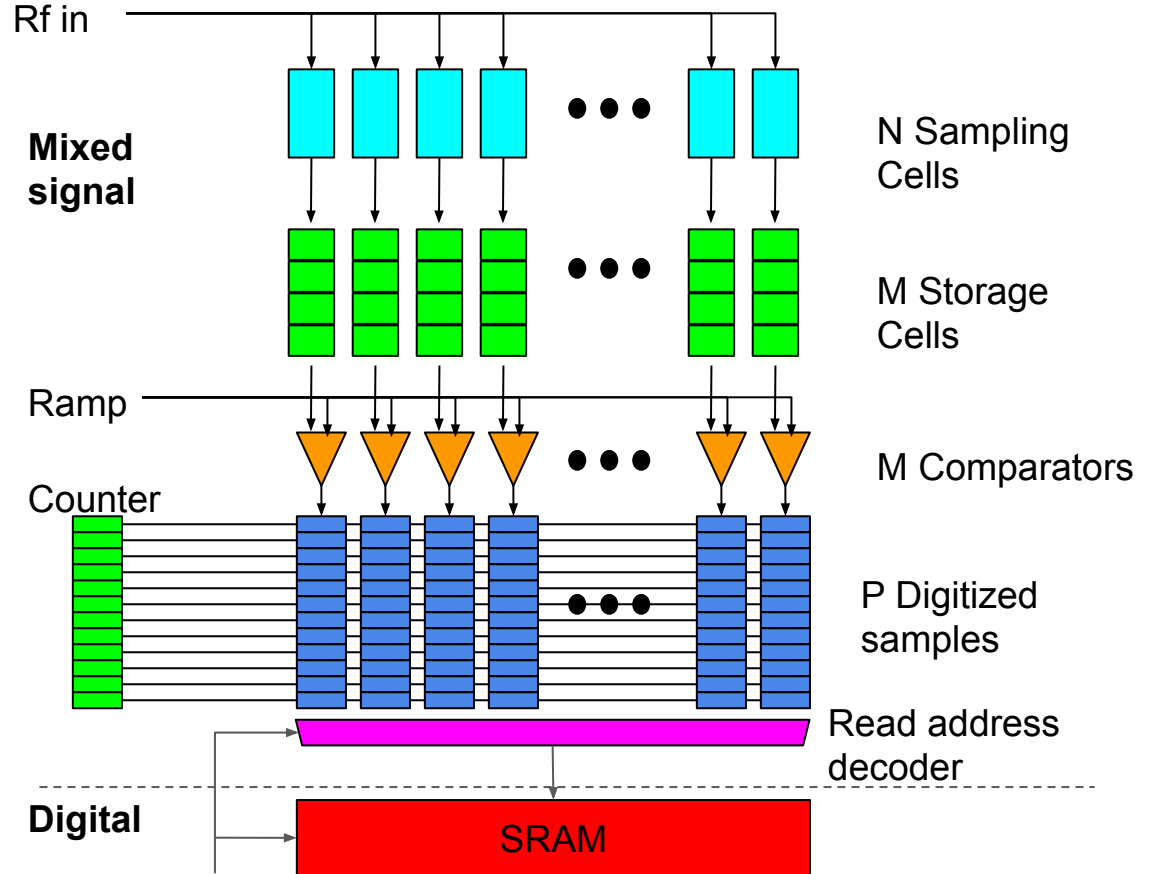 Rf in
Mixed
signal
N Sampling
Cells
M Storage
Cells
Ramp
M Comparators
Counter
P Digitized
samples
Read address
decoder
Digital
SRAM